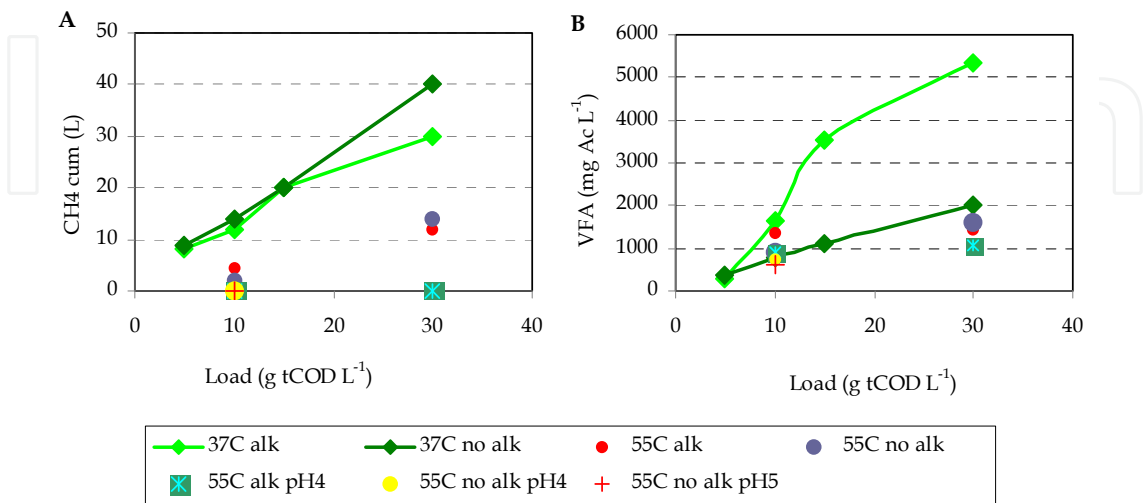 A
CH4 cum (L)
50
40
30
20
10
0
0 10 20 30 40
Load (g tCOD L-1)
B
VFA (mg Ac L-1)
6000
5000
4000
3000
2000
1000
0
0 10 20 30 40
Load (g tCOD L-1)
37C alk 37C no alk 55C alk 55C no alk
55C alk pH4 55C no alk pH4 55C no alk pH5